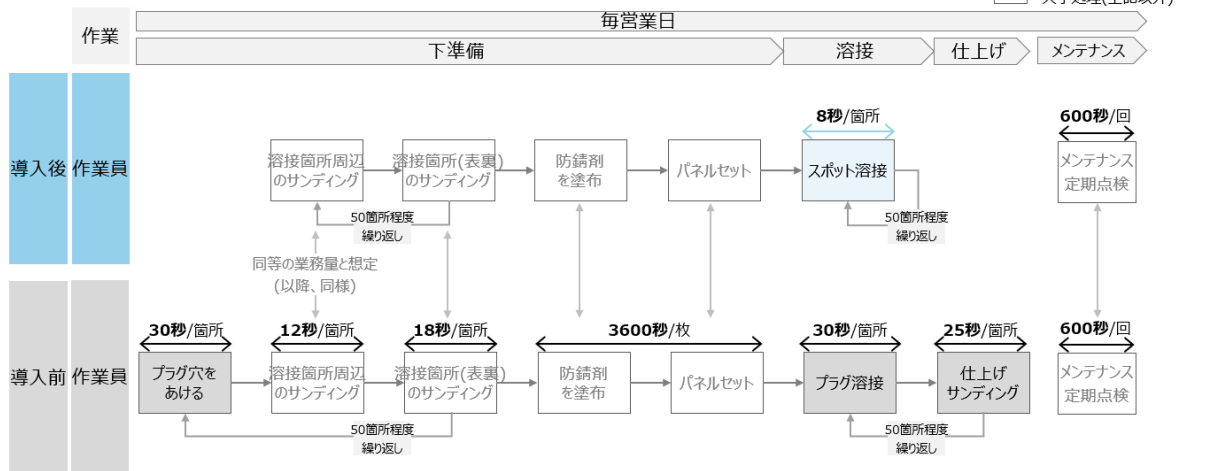 作業
毎営業日
下準備
溶接
仕上げ
メンテナンス
導入後
作業員
溶接箇所周辺
のサンディング
溶接箇所(表裏)
のサンディング
防錆剤
を塗布
パネルセット
8秒/箇所
スポット溶接
600秒/回
メンテナンス
定期点検
50箇所程度
繰り返し
50箇所程度
繰り返し
同等の業務量と想定
(以降、同様)
導入前
作業員
30秒/箇所
プラグ穴を
あける
12秒/箇所
溶接箇所周辺
のサンディング
18秒/箇所
溶接箇所(表裏)
のサンディング
3600秒/枚
防錆剤
を塗布
パネルセット
30秒/箇所
プラグ溶接
25秒/箇所
仕上げ
サンディング
600秒/回
メンテナンス
定期点検
50箇所程度
繰り返し
50箇所程度
繰り返し